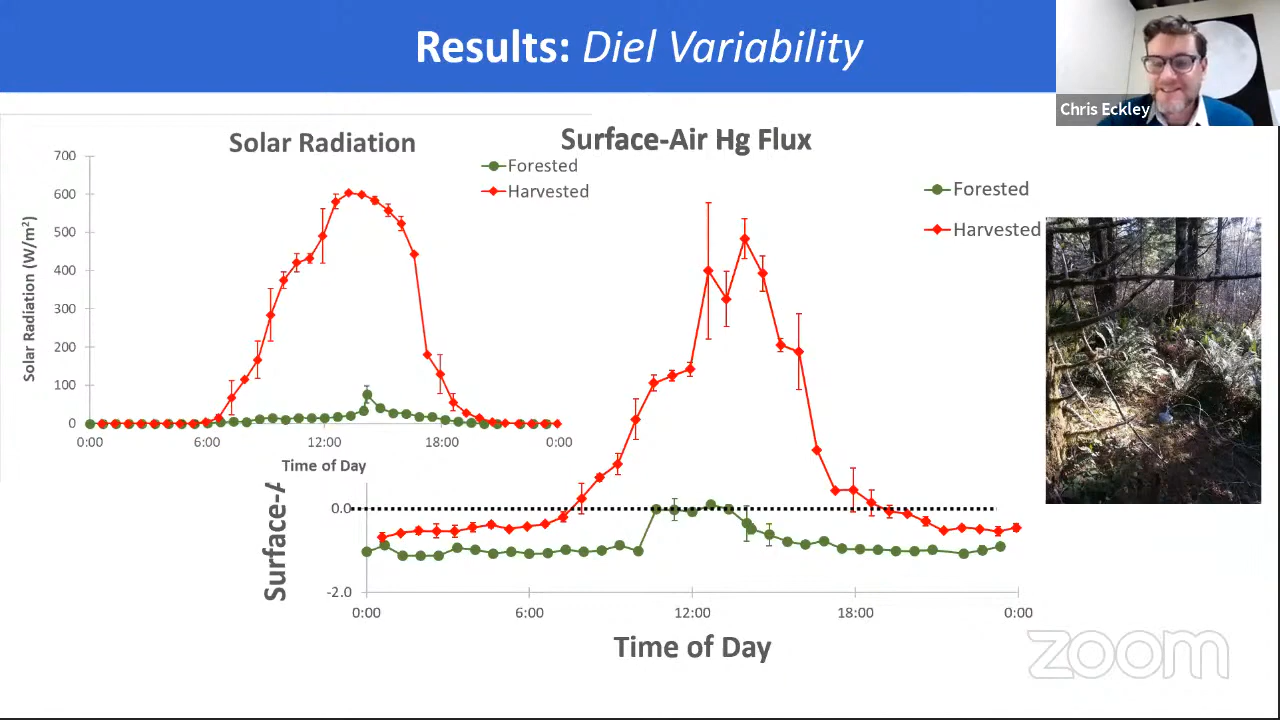 Results: Diel Variability
Chris Eckley
Solar Radiation
Forested
Harvested
Solar Radiation (W/m²)
700
600
500
400
300
200
100
0
0:00 6:00 12:00 18:00 0:00
Time of Day
Surface-Air Hg Flux
Forested
Harvested
Surface-A
0.0
-2.0
0:00 6:00 12:00 18:00 0:00
Time of Day
zoom